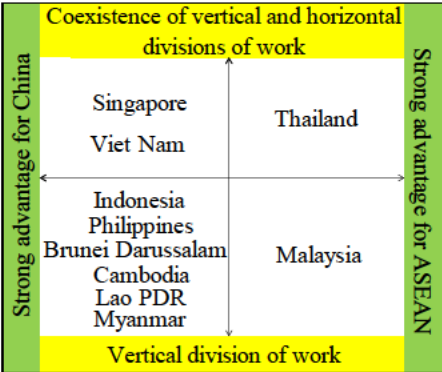 Coexistence of vertical and horizontal
divisions of work
Strong advantage for China
Singapore
Viet Nam
Thailand
Indonesia
Philippines
Brunei Darussalam
Cambodia
Lao PDR
Myanmar
Malaysia
Strong advantage for ASEAN
Vertical division of work